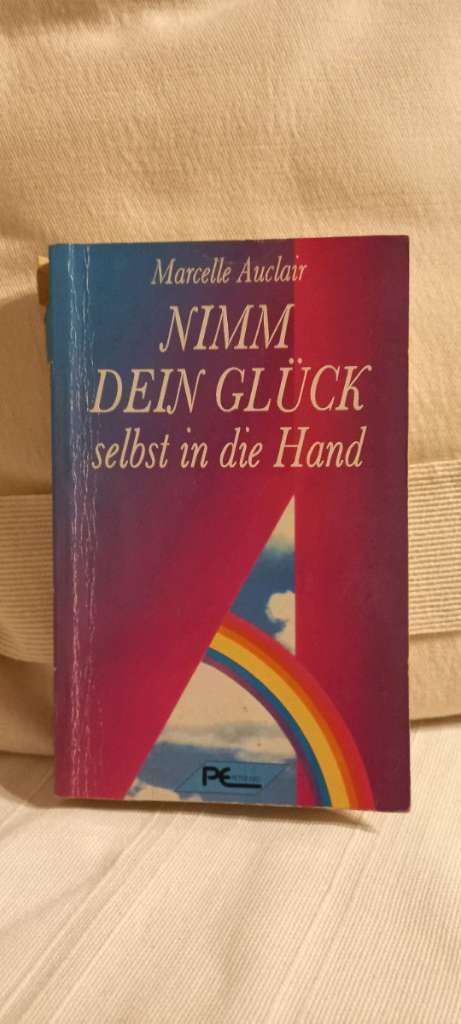 Marcelle Auclair
NIMM
DEIN GLÜCK
selbst in die Hand
PE